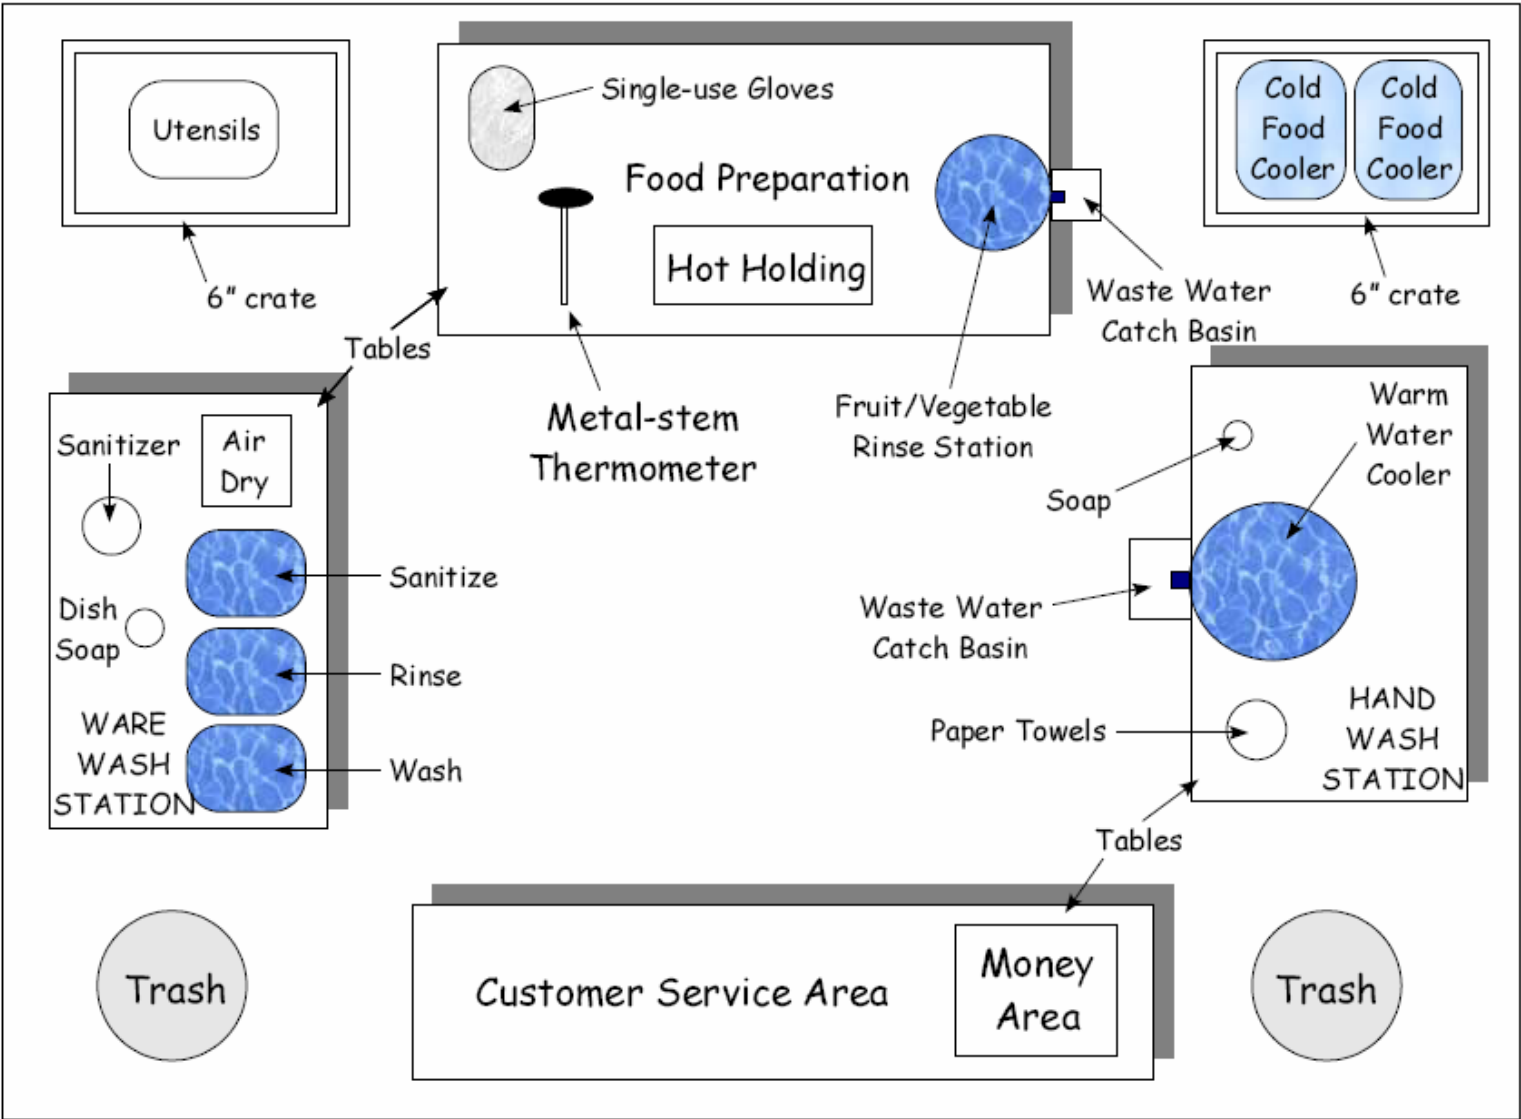 Utensils
6" crate
Single-use Gloves
Food Preparation
Hot Holding
Cold
Food
Cooler
Cold
Food
Cooler
6" crate
Waste Water
Catch Basin
Tables
Metal-stem
Thermometer
Fruit/Vegetable
Rinse Station
Sanitizer
Air
Dry
Sanitize
Dish
Soap
Rinse
WARE
WASH
STATION
Wash
Warm
Water
Cooler
Soap
Waste Water
Catch Basin
Paper Towels
HAND
WASH
STATION
Tables
Trash
Customer Service Area
Money
Area
Trash